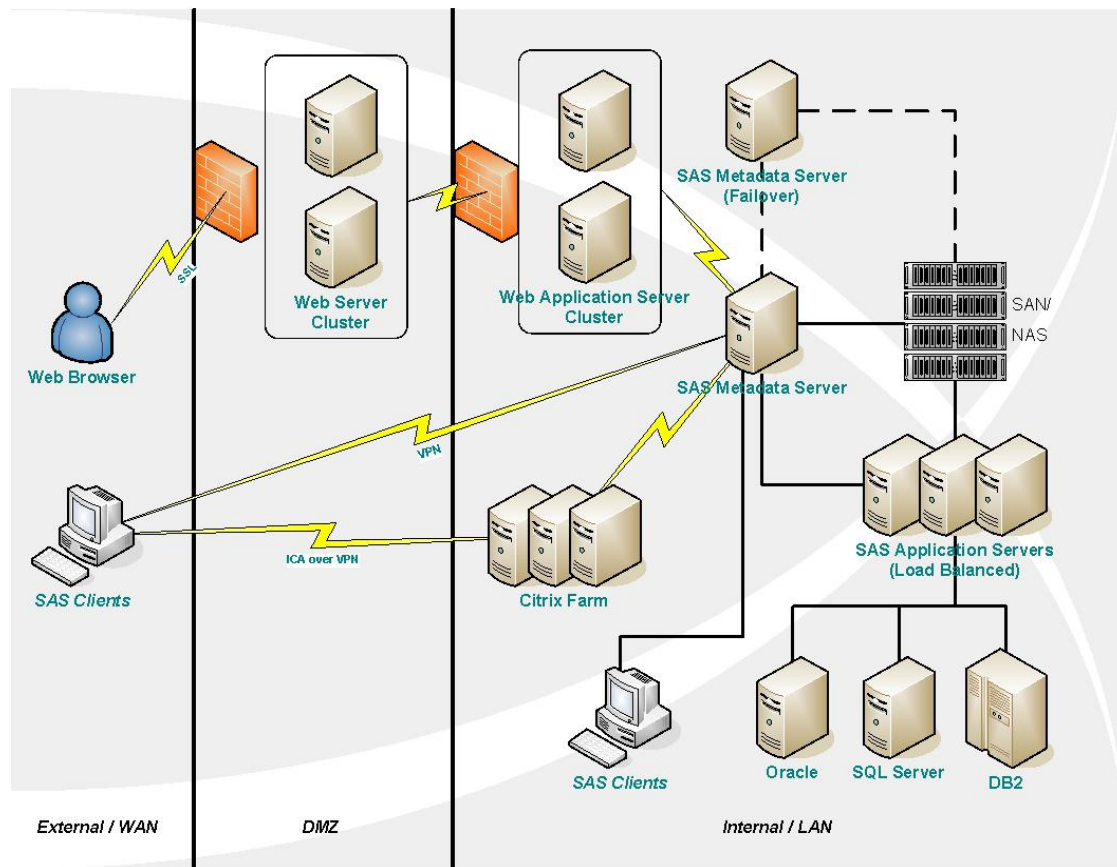 SAS Metadata Server
(Failover)
SSL
Web Server
Cluster
Web Application Server
Cluster
SAN/
NAS
Web Browser
SAS Metadata Server
VPN
ICA over VPN
SAS Clients
Citrix Farm
SAS Application Servers
(Load Balanced)
SAS Clients
Oracle
SQL Server
DB2
External / WAN
DMZ
Internal / LAN